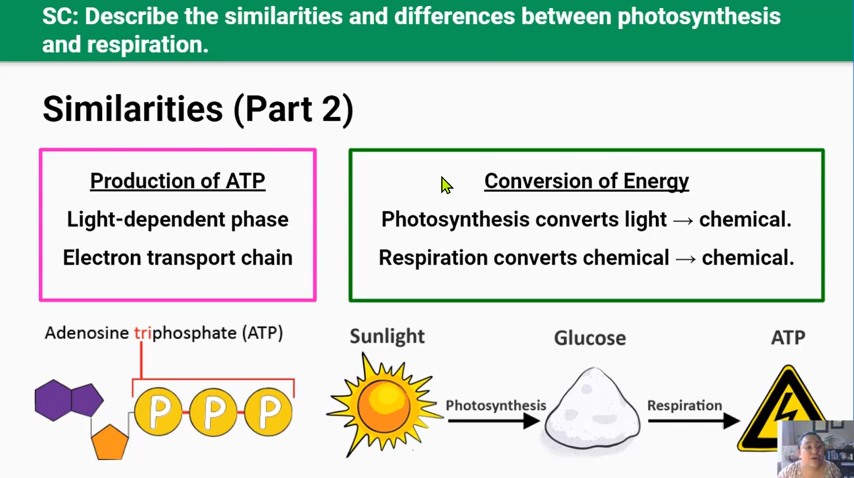 SC: Describe the similarities and differences between photosynthesis
and respiration.
Similarities (Part 2)
Production of ATP
Light-dependent phase
Electron transport chain
Conversion of Energy
Photosynthesis converts light → chemical.
Respiration converts chemical → chemical.
Adenosine triphosphate (ATP)
P P P
Sunlight
Photosynthesis
Glucose
Respiration
ATP